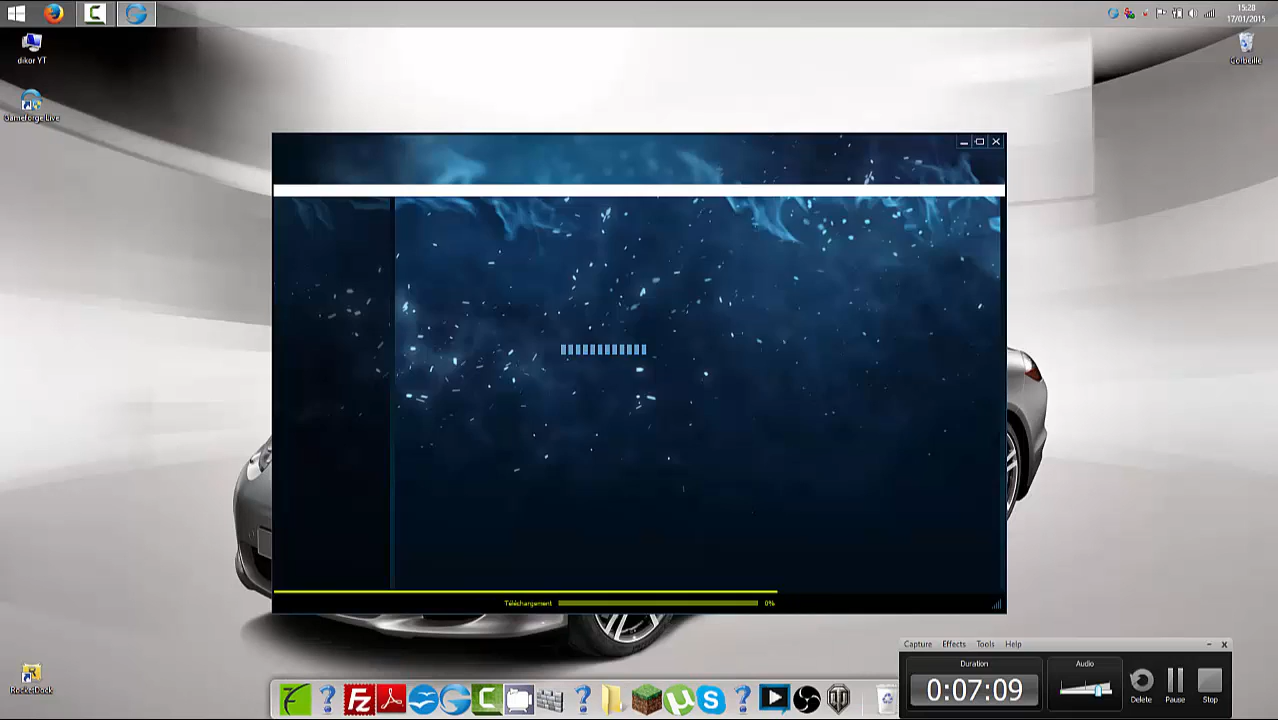 15:28
17/01/2015
dikor YT
Corbeille
Gameforge Live
Téléchargement 0%
Capture Effects Tools Help
Duration
Audio
0:07:09
Delete
Pause
Stop
RocketDock